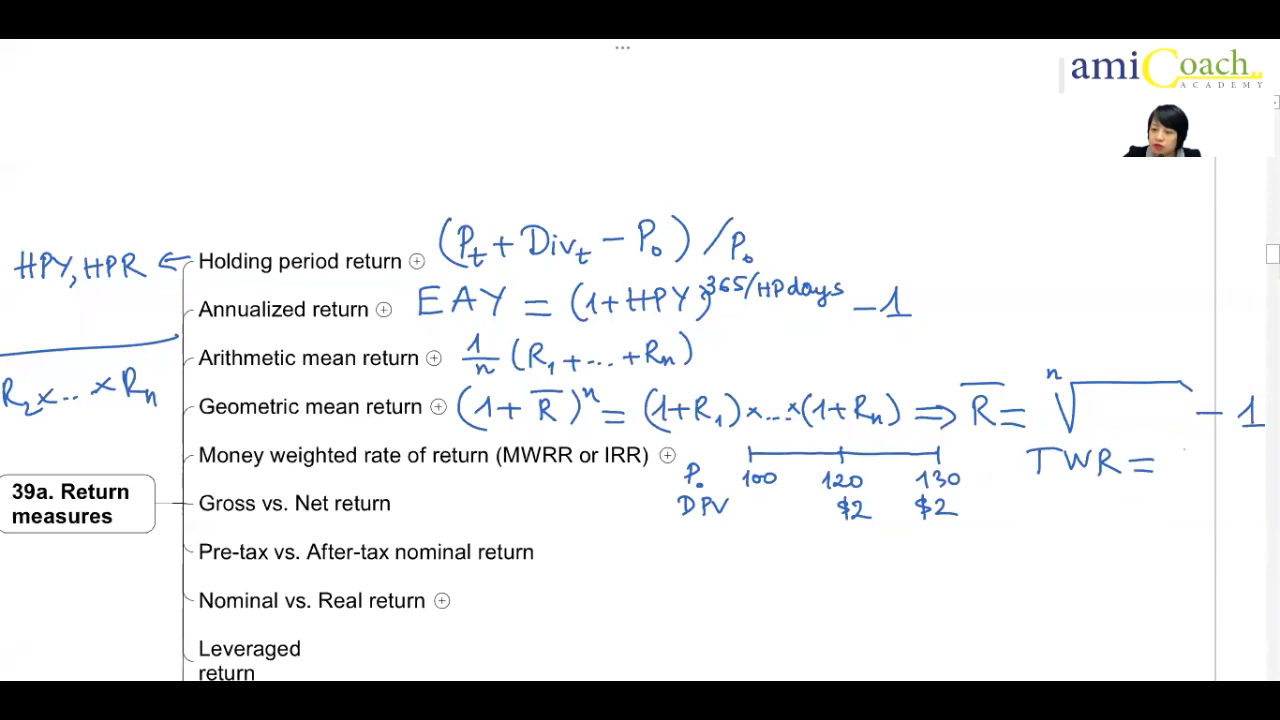 ...
amiCoach
ACADEMY
HPY, HPR ← Holding period return (Pₜ + Divₜ − P₀) / P₀
Annualized return EAY = (1 + HPY)^365/HP days − 1
Arithmetic mean return 1/n (R₁ + ... + Rₙ)
R₂ × ... × Rₙ
Geometric mean return (1 + R̅)ⁿ = (1+R₁) × ... × (1+Rₙ) ⇒ R̅ = ⁿ√ − 1
Money weighted rate of return (MWRR or IRR) TWR =
P₀ 100 120 130
39a. Return measures
Gross vs. Net return DPV $2 $2
Pre-tax vs. After-tax nominal return
Nominal vs. Real return
Leveraged
return